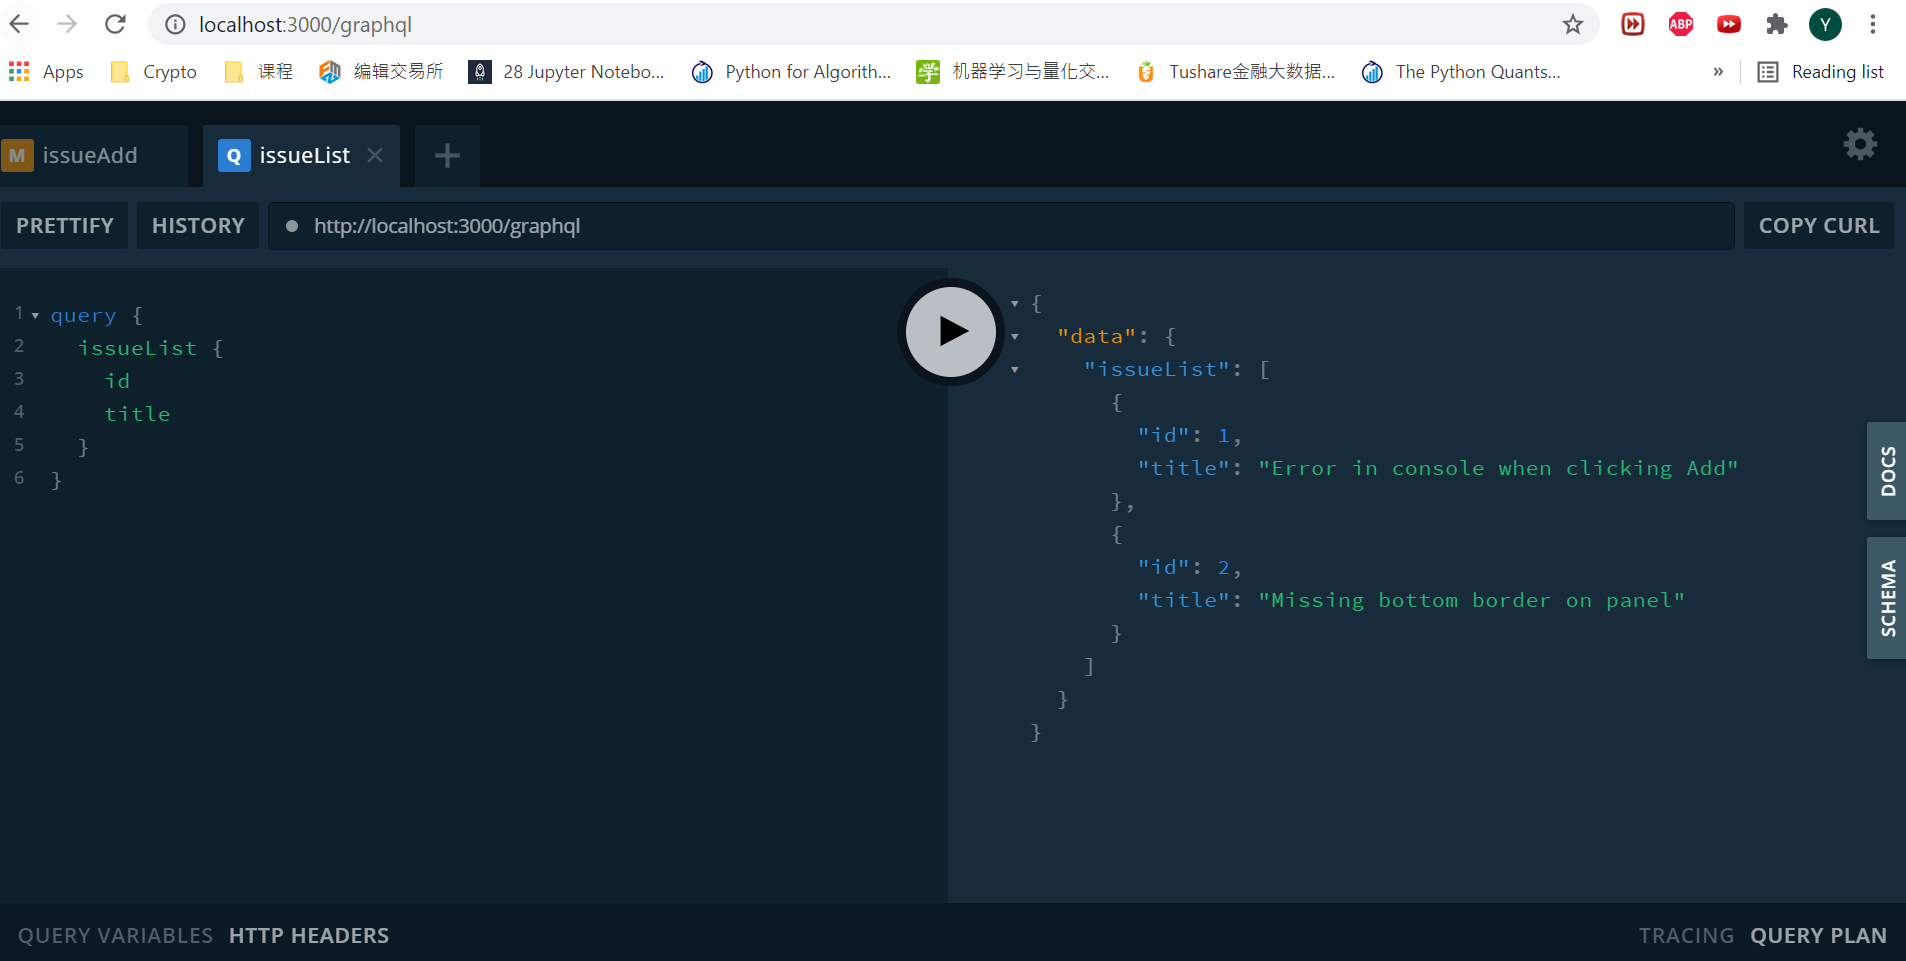 localhost:3000/graphql
ABP
Y
Apps Crypto 课程 编辑交易所 28 Jupyter Notebo... Python for Algorith... 学 机器学习与量化交... Tushare金融大数据... The Python Quants... » Reading list
M issueAdd Q issueList
PRETTIFY HISTORY http://localhost:3000/graphql COPY CURL
1 query {
2 issueList {
3 id
4 title
5 }
6 }
{
"data": {
"issueList": [
{
"id": 1,
"title": "Error in console when clicking Add"
},
{
"id": 2,
"title": "Missing bottom border on panel"
}
]
}
}
DOCS
SCHEMA
QUERY VARIABLES HTTP HEADERS TRACING QUERY PLAN